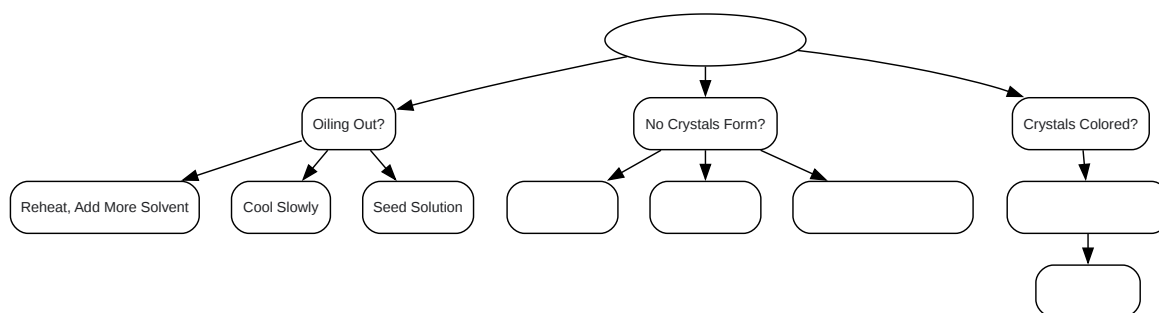 Oiling Out?
No Crystals Form?
Crystals Colored?
Reheat, Add More Solvent
Cool Slowly
Seed Solution